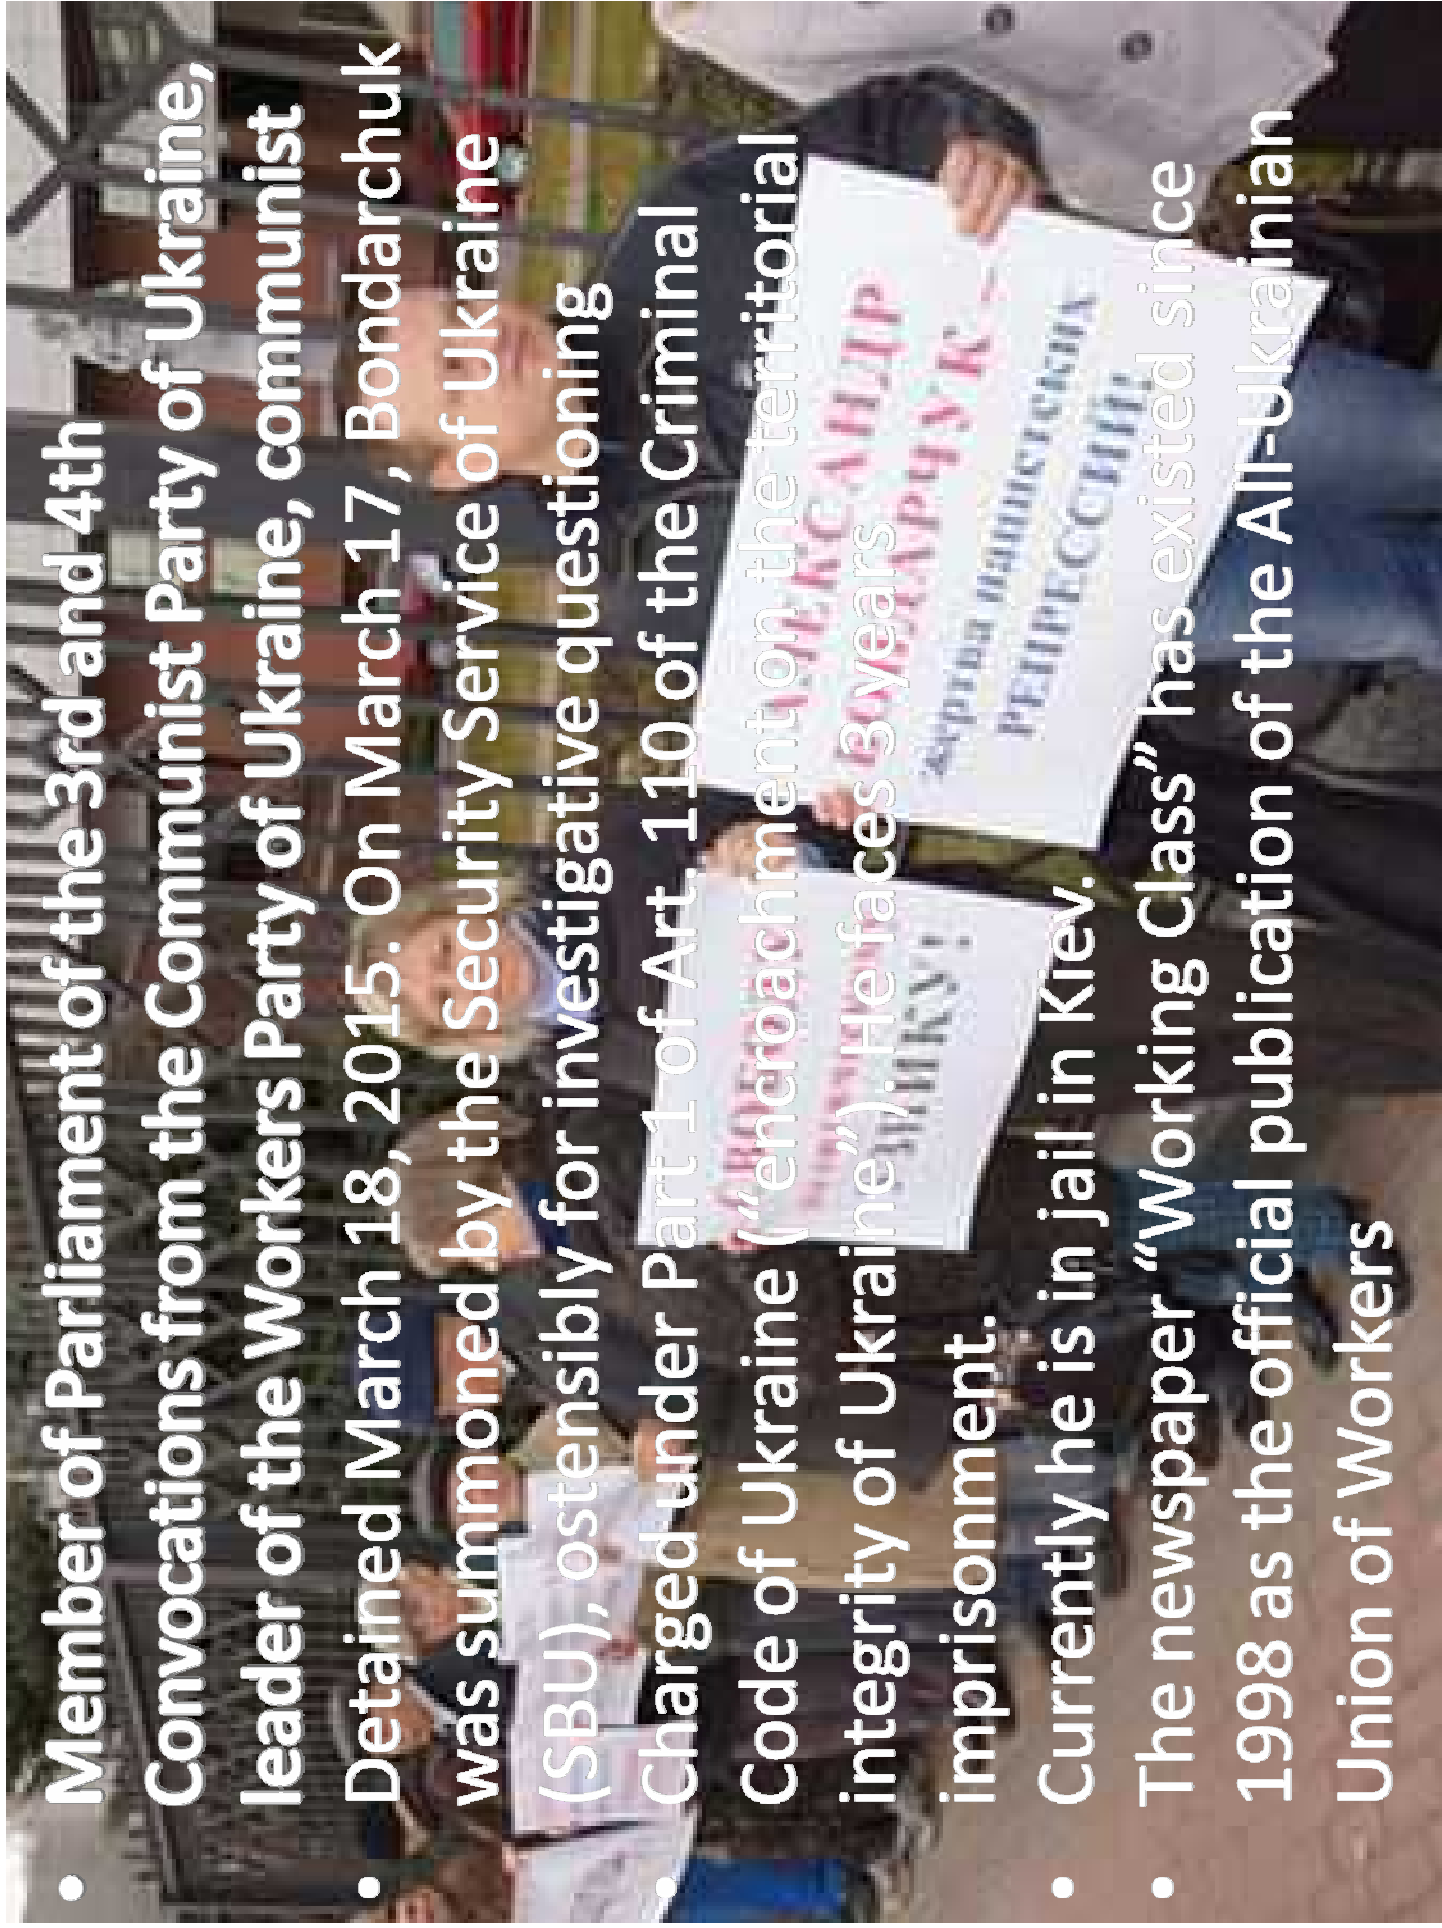 • Member of Parliament of the 3rd and 4th
Convocations from the Communist Party of Ukraine,
leader of the Workers Party of Ukraine, communist
• Detained March 18, 2015. On March 17, Bondarchuk
was summoned by the Security Service of Ukraine
(SBU), ostensibly for investigative questioning
• Charged under Part 1 of Art. 110 of the Criminal
Code of Ukraine (“encroachment on the territorial
integrity of Ukraine”). He faces 3 years
imprisonment.
• Currently he is in jail in Kiev.
• The newspaper “Working Class” has existed since
1998 as the official publication of the All-Ukrainian
Union of Workers
АЛЕКСАНДР
БОНДАРЧУК –
жертва нацистских
РЕПРЕССИЙ!